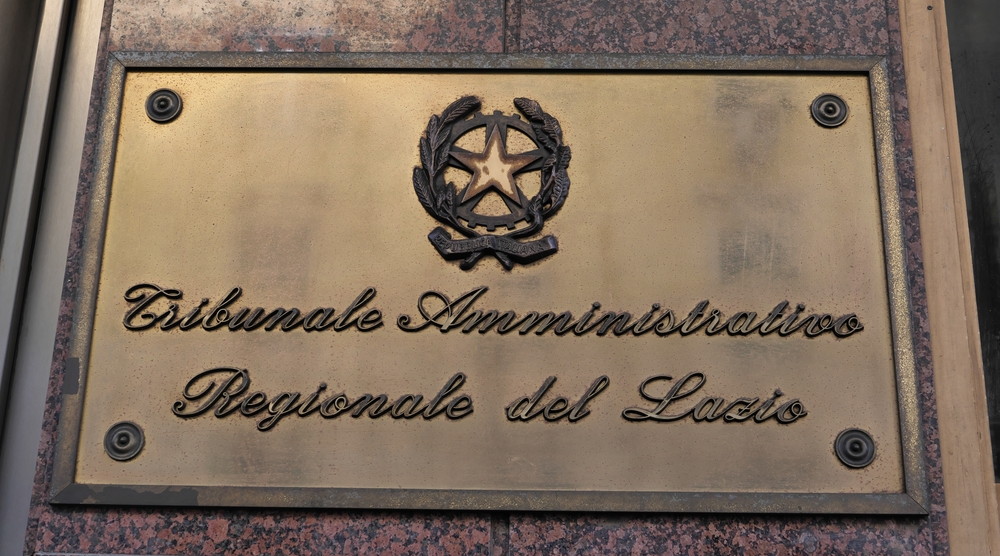 Tribunale Amministrativo
Regionale del Lazio